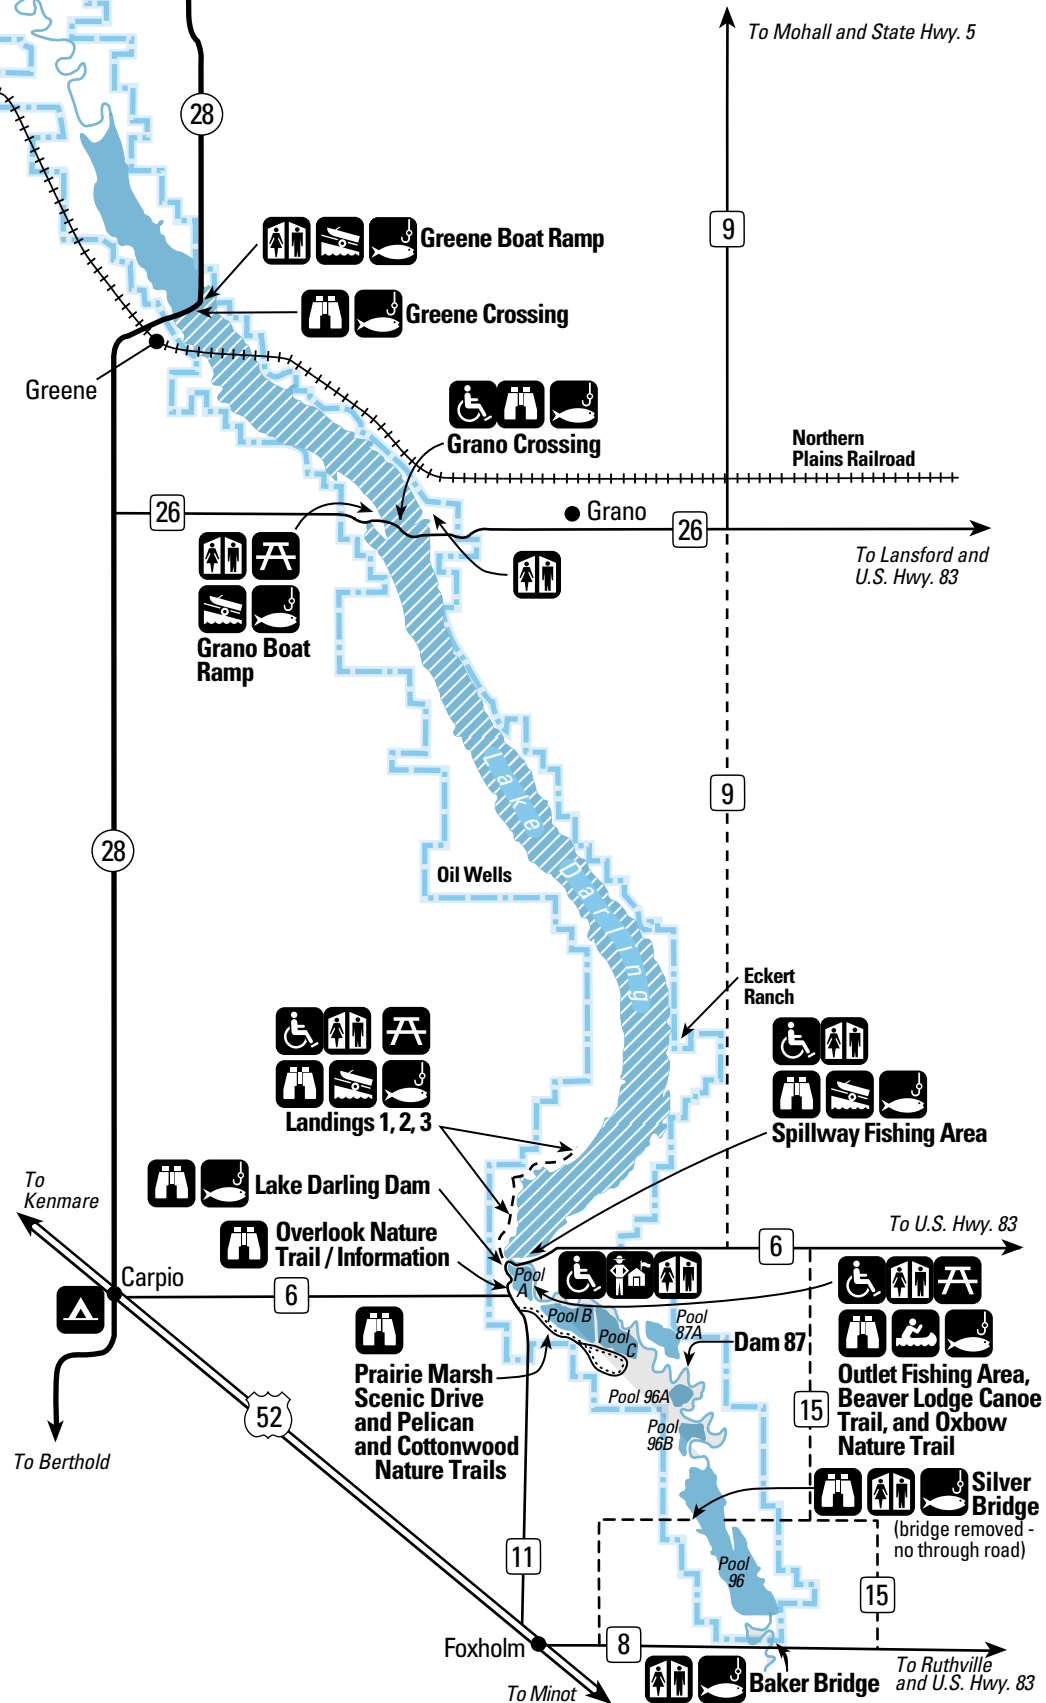 To Mohall and State Hwy. 5
28
9
Greene Boat Ramp
Greene Crossing
Greene
Grano Crossing
Northern
Plains Railroad
26
Grano
26
To Lansford and
U.S. Hwy. 83
Grano Boat
Ramp
Lake Darling
9
28
Oil Wells
Eckert
Ranch
Landings 1, 2, 3
Spillway Fishing Area
To
Kenmare
Lake Darling Dam
Overlook Nature
Trail / Information
To U.S. Hwy. 83
6
Carpio
6
Pool
A
Pool B
Pool
C
Pool
87A
Dam 87
Prairie Marsh
Scenic Drive
and Pelican
and Cottonwood
Nature Trails
Pool 96A
Pool
96B
Outlet Fishing Area,
Beaver Lodge Canoe
Trail, and Oxbow
Nature Trail
15
52
To Berthold
Silver
Bridge
(bridge removed -
no through road)
11
Pool
96
15
Foxholm
8
To Minot
Baker Bridge
To Ruthville
and U.S. Hwy. 83